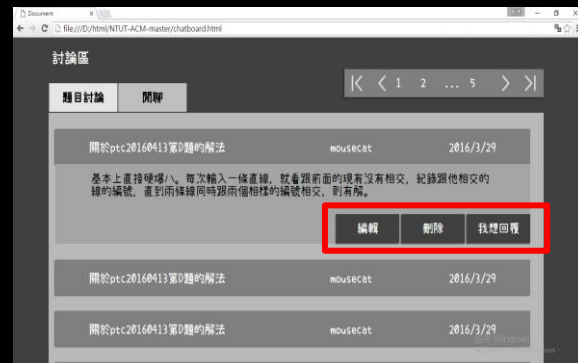 Document
file:///D:/html/NTUT-ACM-master/chatboard.html
討論區
1 2 ... 5
題目討論 閒聊
關於ptc20160413第D題的解法 mousecat 2016/3/29
基本上直接硬爆/\。每次輸入一條直線，就看跟前面的現有沒有相交，紀錄跟他相交的
線的編號，直到兩條線同時跟兩個相樣的編號相交，則有解。
編輯 刪除 我想回覆
關於ptc20160413第D題的解法 mousecat 2016/3/29
關於ptc20160413第D題的解法 mousecat 2016/3/29
啟用 Windows